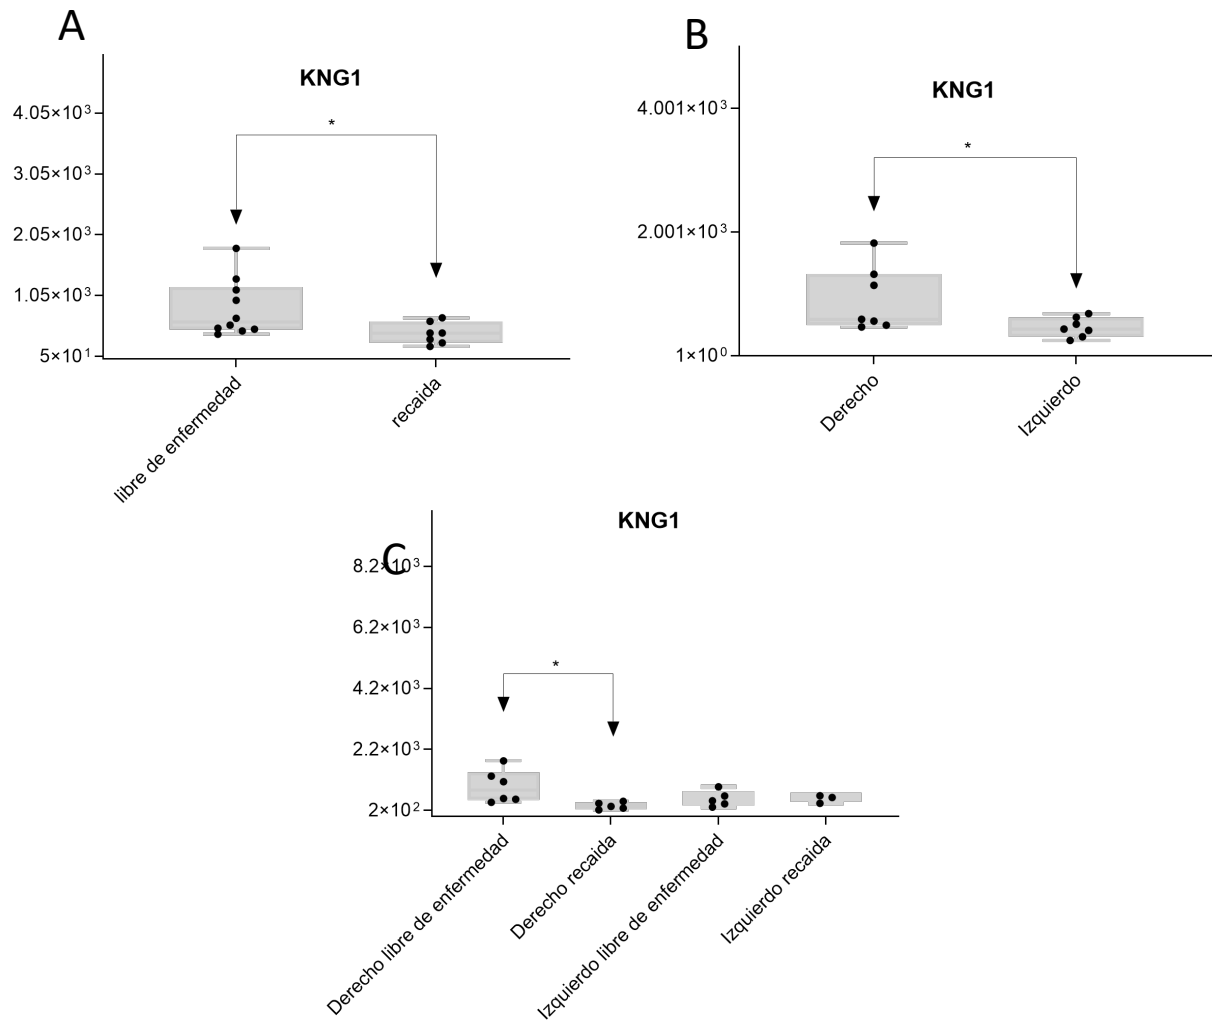 A
KNG1
4.05×10³
3.05×10³
2.05×10³
1.05×10³
5×10¹
*
libre de enfermedad
recaida
B
KNG1
4.001×10³
2.001×10³
1×10⁰
*
Derecho
Izquierdo
C
KNG1
8.2×10³
6.2×10³
4.2×10³
2.2×10³
2×10²
*
Derecho libre de enfermedad
Derecho recaida
Izquierdo libre de enfermedad
Izquierdo recaida